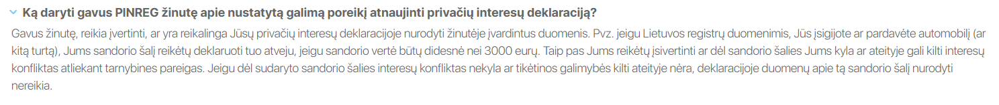 Ką daryti gavus PINREG žinutę apie nustatytą galimą poreikį atnaujinti privačių interesų deklaraciją?
Gavus žinutę, reikia įvertinti, ar yra reikalinga Jūsų privačių interesų deklaracijoje nurodyti žinutėje įvardintus duomenis. Pvz. jeigu Lietuvos registrų duomenimis, Jūs įsigijote ar pardavėte automobilį (ar
kitą turtą), Jums sandorio šalį reikėtų deklaruoti tuo atveju, jeigu sandorio vertė būtų didesnė nei 3000 eurų. Taip pas Jums reikėtų įsivertinti ar dėl sandorio šalies Jums kyla ar ateityje gali kilti interesų
konfliktas atliekant tarnybines pareigas. Jeigu dėl sudaryto sandorio šalies interesų konfliktas nekyla ar tikėtinos galimybės kilti ateityje nėra, deklaracijoje duomenų apie tą sandorio šalį nurodyti
nereikia.